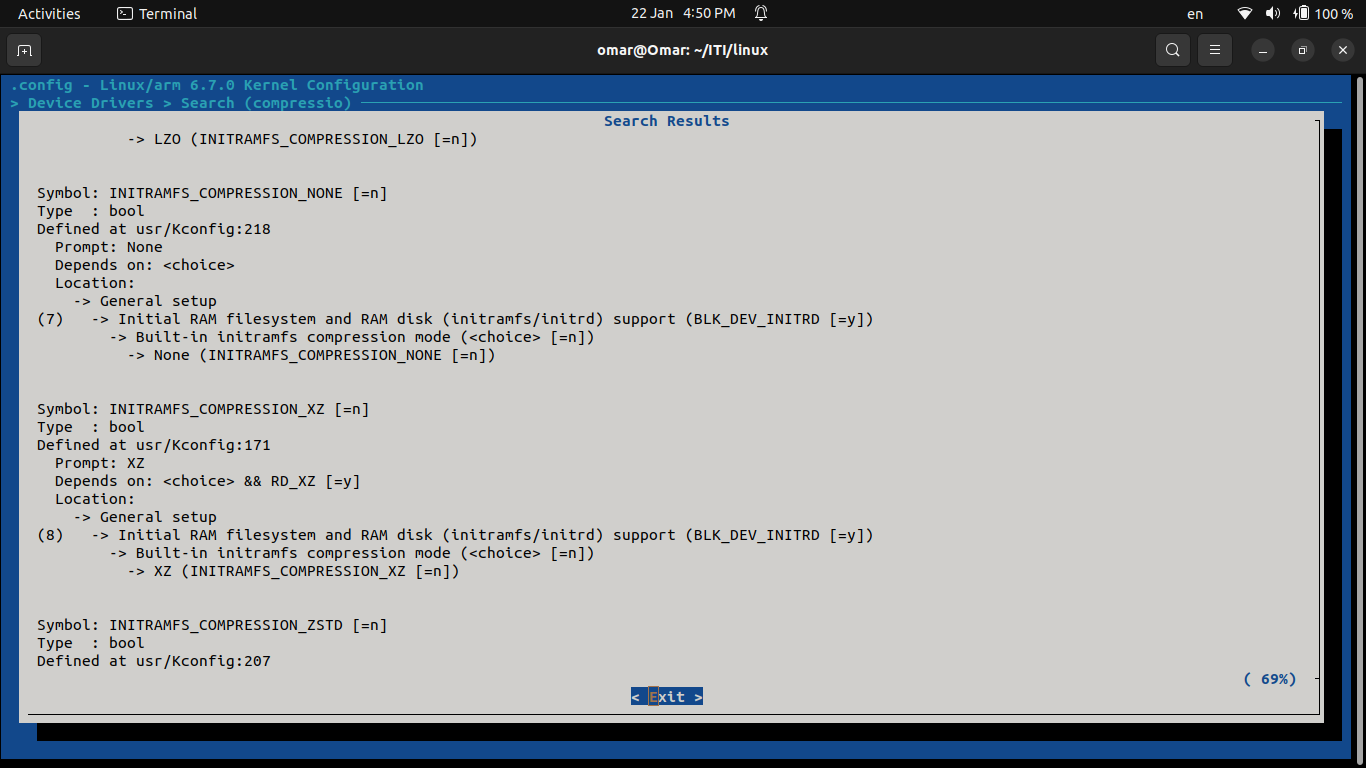 Activities Terminal 22 Jan 4:50 PM en 100 %
omar@Omar: ~/ITI/linux
.config - Linux/arm 6.7.0 Kernel Configuration
> Device Drivers > Search (compressio)
Search Results
-> LZO (INITRAMFS_COMPRESSION_LZO [=n])
Symbol: INITRAMFS_COMPRESSION_NONE [=n]
Type  : bool
Defined at usr/Kconfig:218
  Prompt: None
  Depends on: <choice>
  Location:
    -> General setup
(7)   -> Initial RAM filesystem and RAM disk (initramfs/initrd) support (BLK_DEV_INITRD [=y])
        -> Built-in initramfs compression mode (<choice> [=n])
          -> None (INITRAMFS_COMPRESSION_NONE [=n])
Symbol: INITRAMFS_COMPRESSION_XZ [=n]
Type  : bool
Defined at usr/Kconfig:171
  Prompt: XZ
  Depends on: <choice> && RD_XZ [=y]
  Location:
    -> General setup
(8)   -> Initial RAM filesystem and RAM disk (initramfs/initrd) support (BLK_DEV_INITRD [=y])
        -> Built-in initramfs compression mode (<choice> [=n])
          -> XZ (INITRAMFS_COMPRESSION_XZ [=n])
Symbol: INITRAMFS_COMPRESSION_ZSTD [=n]
Type  : bool
Defined at usr/Kconfig:207
( 69%)
< Exit >